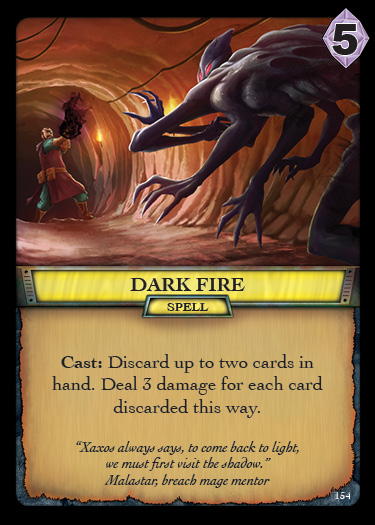 5
DARK FIRE
SPELL
Cast: Discard up to two cards in
hand. Deal 3 damage for each card
discarded this way.
“Xaxos always says, to come back to light,
we must first visit the shadow.”
Malastar, breach mage mentor
154